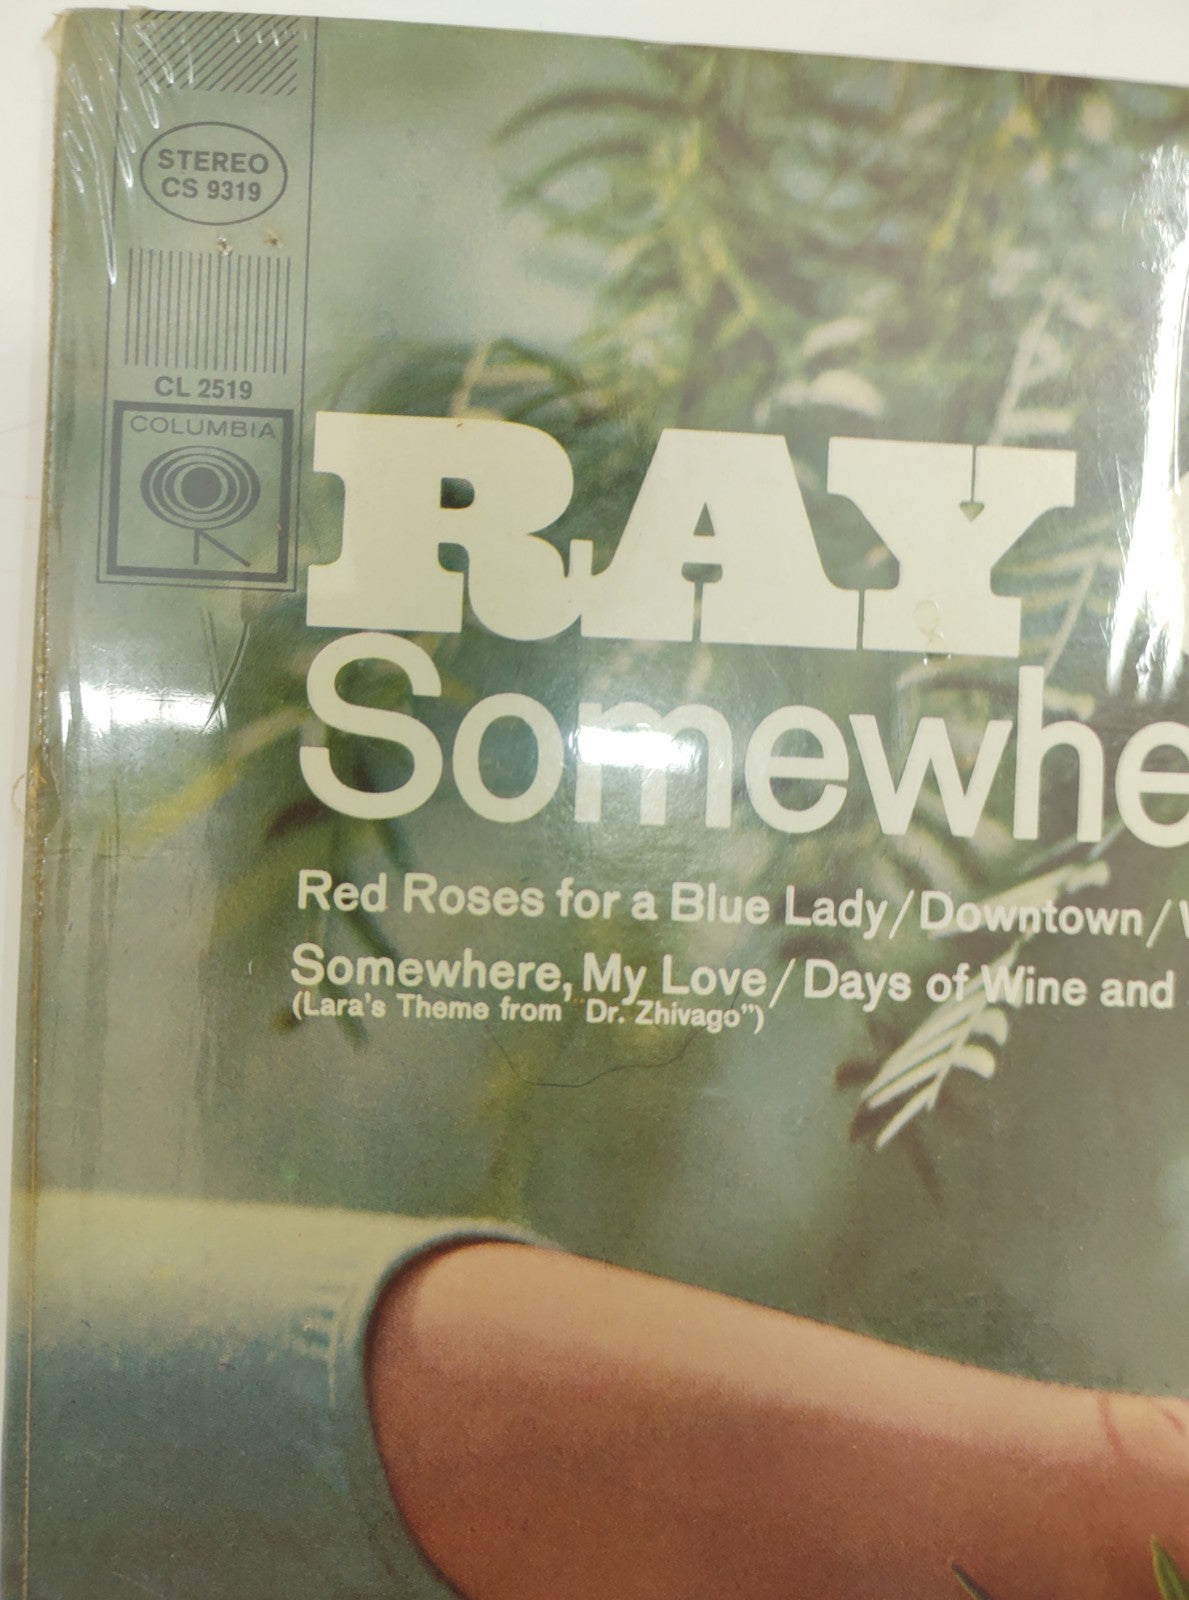 STEREO
CS 9319
CL 2519
COLUMBIA
RAY
Somewhe
Red Roses for a Blue Lady/Downtown/
Somewhere, My Love/Days of Wine and
(Lara's Theme from "Dr. Zhivago")